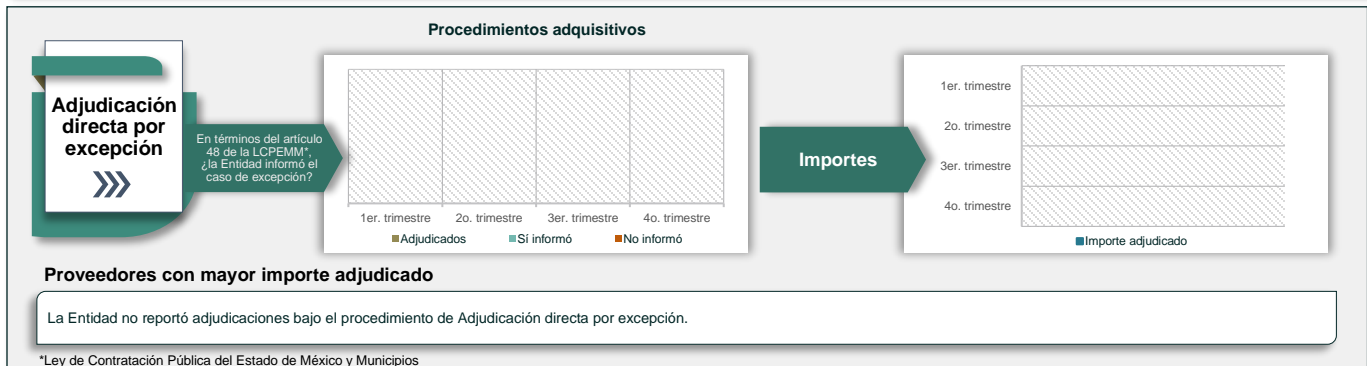 Procedimientos adquisitivos
Adjudicación
directa por
excepción
En términos del artículo
48 de la LCPEMM*,
¿la Entidad informó el
caso de excepción?
1er. trimestre
2o. trimestre
3er. trimestre
4o. trimestre
Adjudicados
Sí informó
No informó
Importes
1er. trimestre
2o. trimestre
3er. trimestre
4o. trimestre
Importe adjudicado
Proveedores con mayor importe adjudicado
La Entidad no reportó adjudicaciones bajo el procedimiento de Adjudicación directa por excepción.
*Ley de Contratación Pública del Estado de México y Municipios